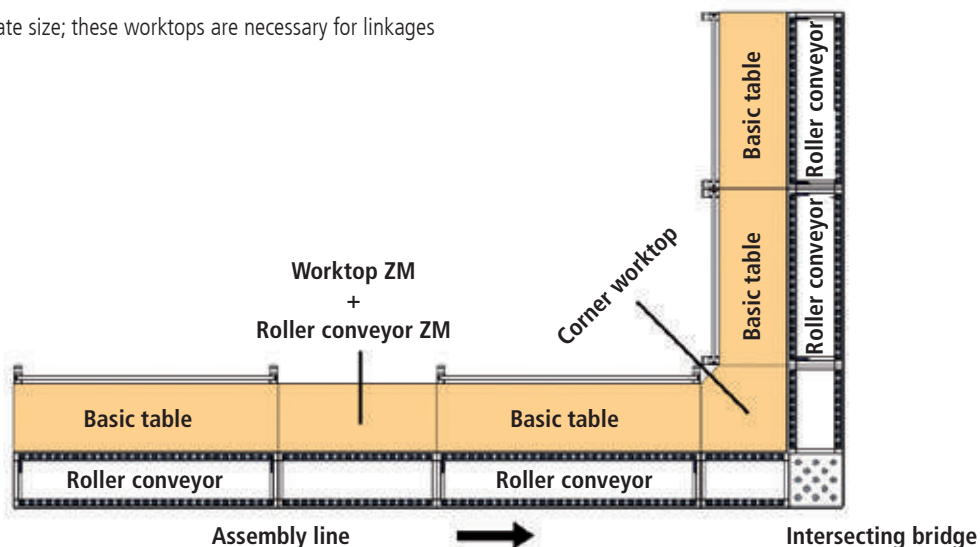 ate size; these worktops are necessary for linkages
Basic table
Roller conveyor
Basic table
Roller conveyor
Corner worktop
Worktop ZM
+
Roller conveyor ZM
Basic table
Basic table
Roller conveyor
Roller conveyor
Assembly line
Intersecting bridge